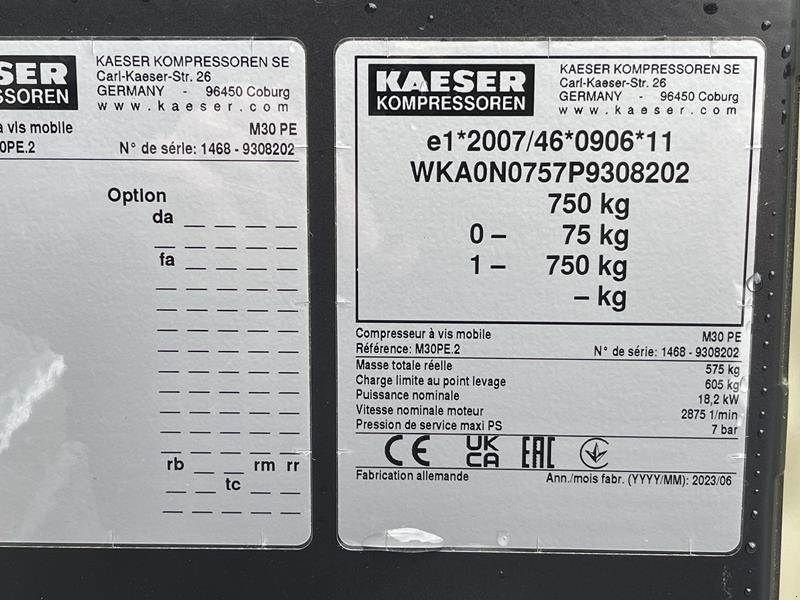 SER
SSOREN
KAESER KOMPRESSOREN SE
Carl-Kaeser-Str. 26
GERMANY - 96450 Coburg
www.kaeser.com
à vis mobile M30 PE
0PE.2 N° de série: 1468 - 9308202
Option
da _ _ _ _
fa _ _ _ _
rb _ _ rm rr
_ _ tc _ _
KAESER
KOMPRESSOREN
KAESER KOMPRESSOREN SE
Carl-Kaeser-Str. 26
GERMANY - 96450 Coburg
www.kaeser.com
e1*2007/46*0906*11
WKA0N0757P9308202
750 kg
0 – 75 kg
1 – 750 kg
– kg
Compresseur à vis mobile M30 PE
Référence: M30PE.2 N° de série: 1468 - 9308202
Masse totale réelle 575 kg
Charge limite au point levage 605 kg
Puissance nominale 18,2 kW
Vitesse nominale moteur 2875 1/min
Pression de service maxi PS 7 bar
CE UK CA EAC
Fabrication allemande Ann./mois fabr. (YYYY/MM): 2023/06